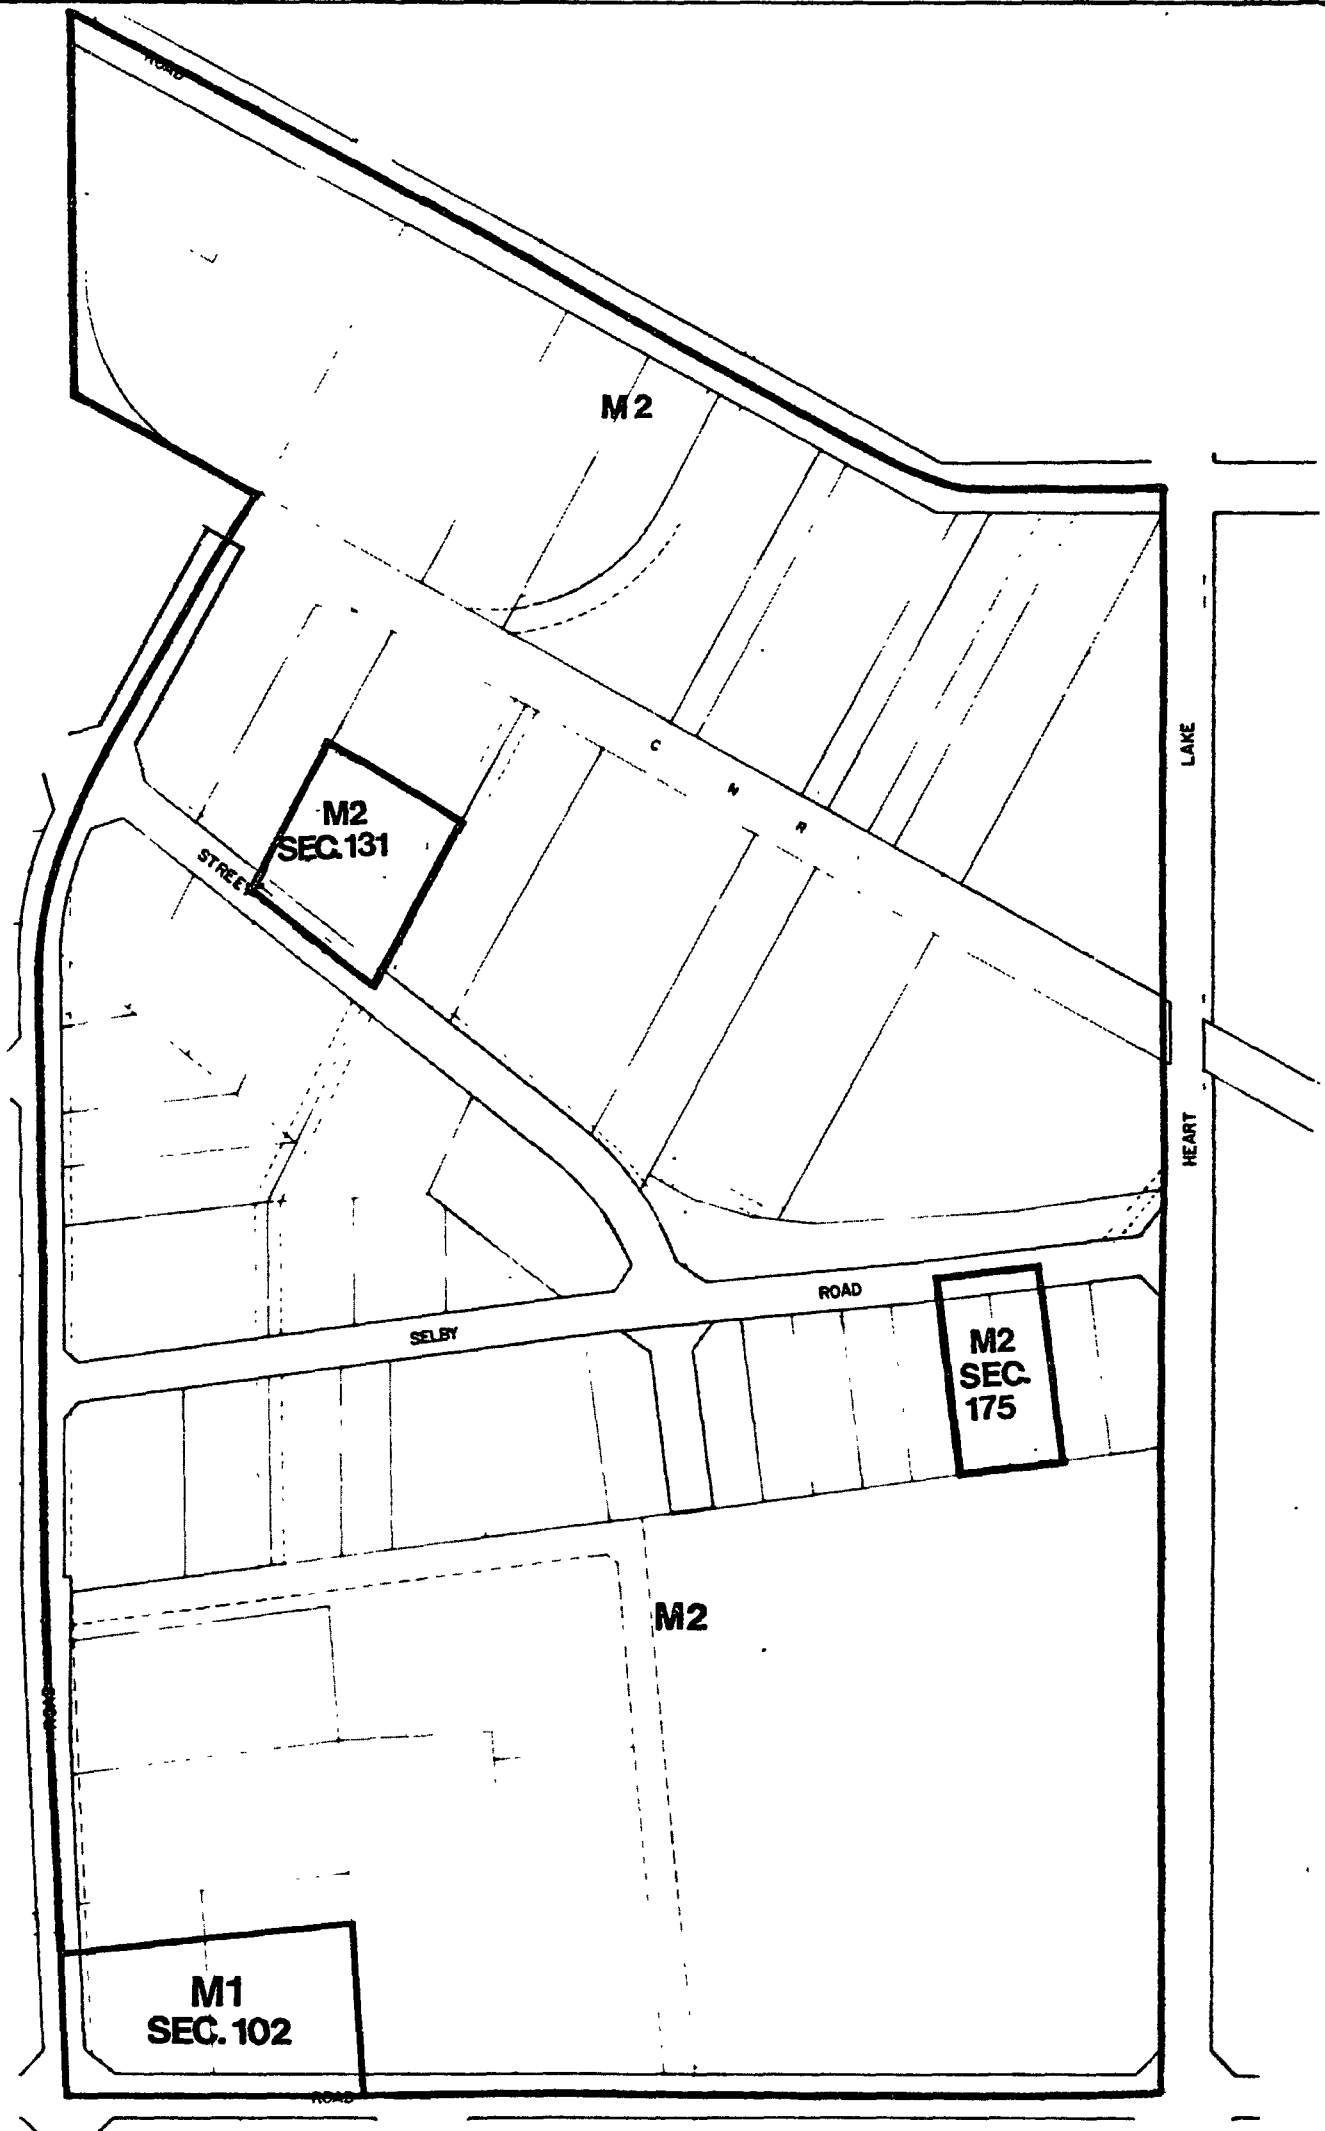 ROAD
M2
C N R
LAKE
M2
SEC.131
STREET
HEART
ROAD
SELBY
M2
SEC.
175
M2
ROAD
M1
SEC. 102
ROAD